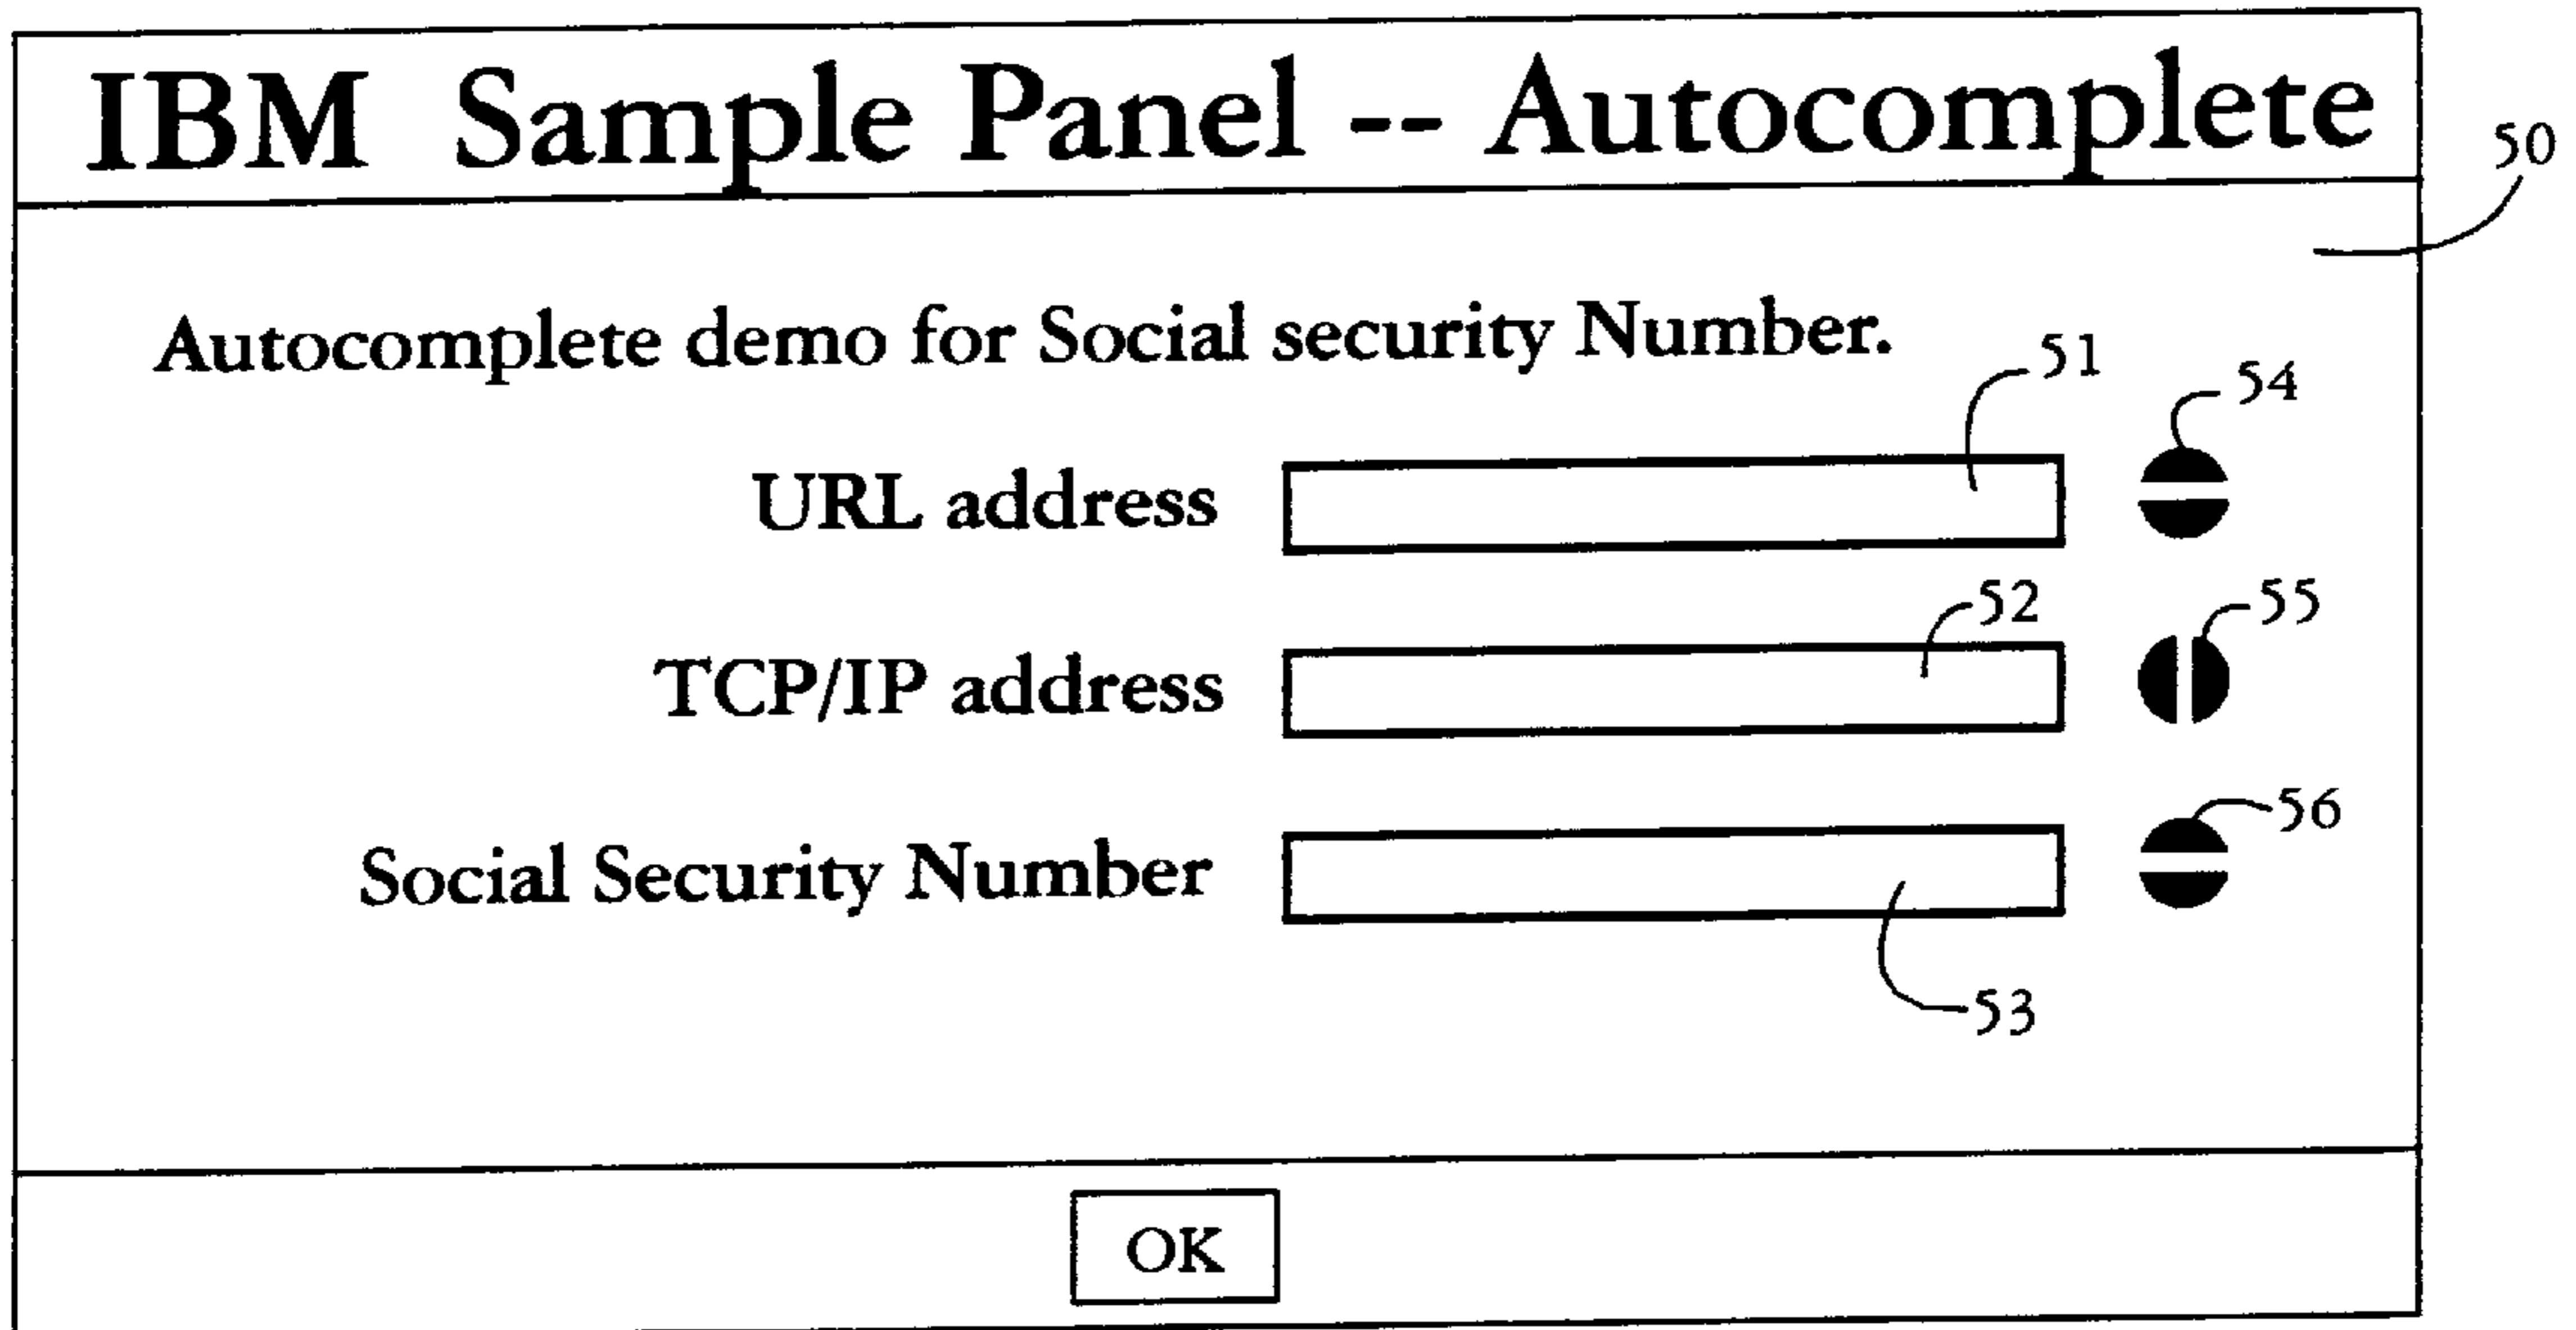 IBM Sample Panel -- Autocomplete
50
Autocomplete demo for Social security Number.
51
54
URL address
52
55
TCP/IP address
56
Social Security Number
53
OK